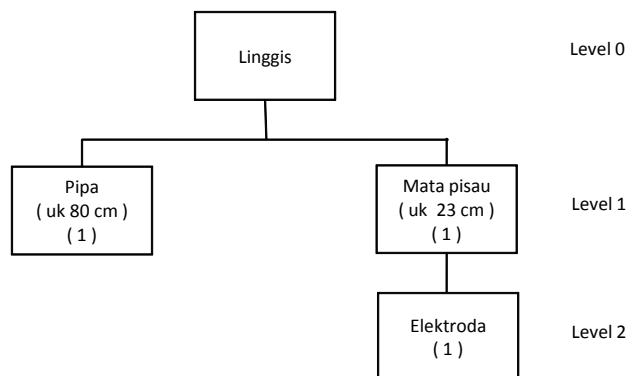 Linggis
Level 0
Pipa
( uk 80 cm )
( 1 )
Mata pisau
( uk  23 cm )
( 1 )
Level 1
Elektroda
( 1 )
Level 2